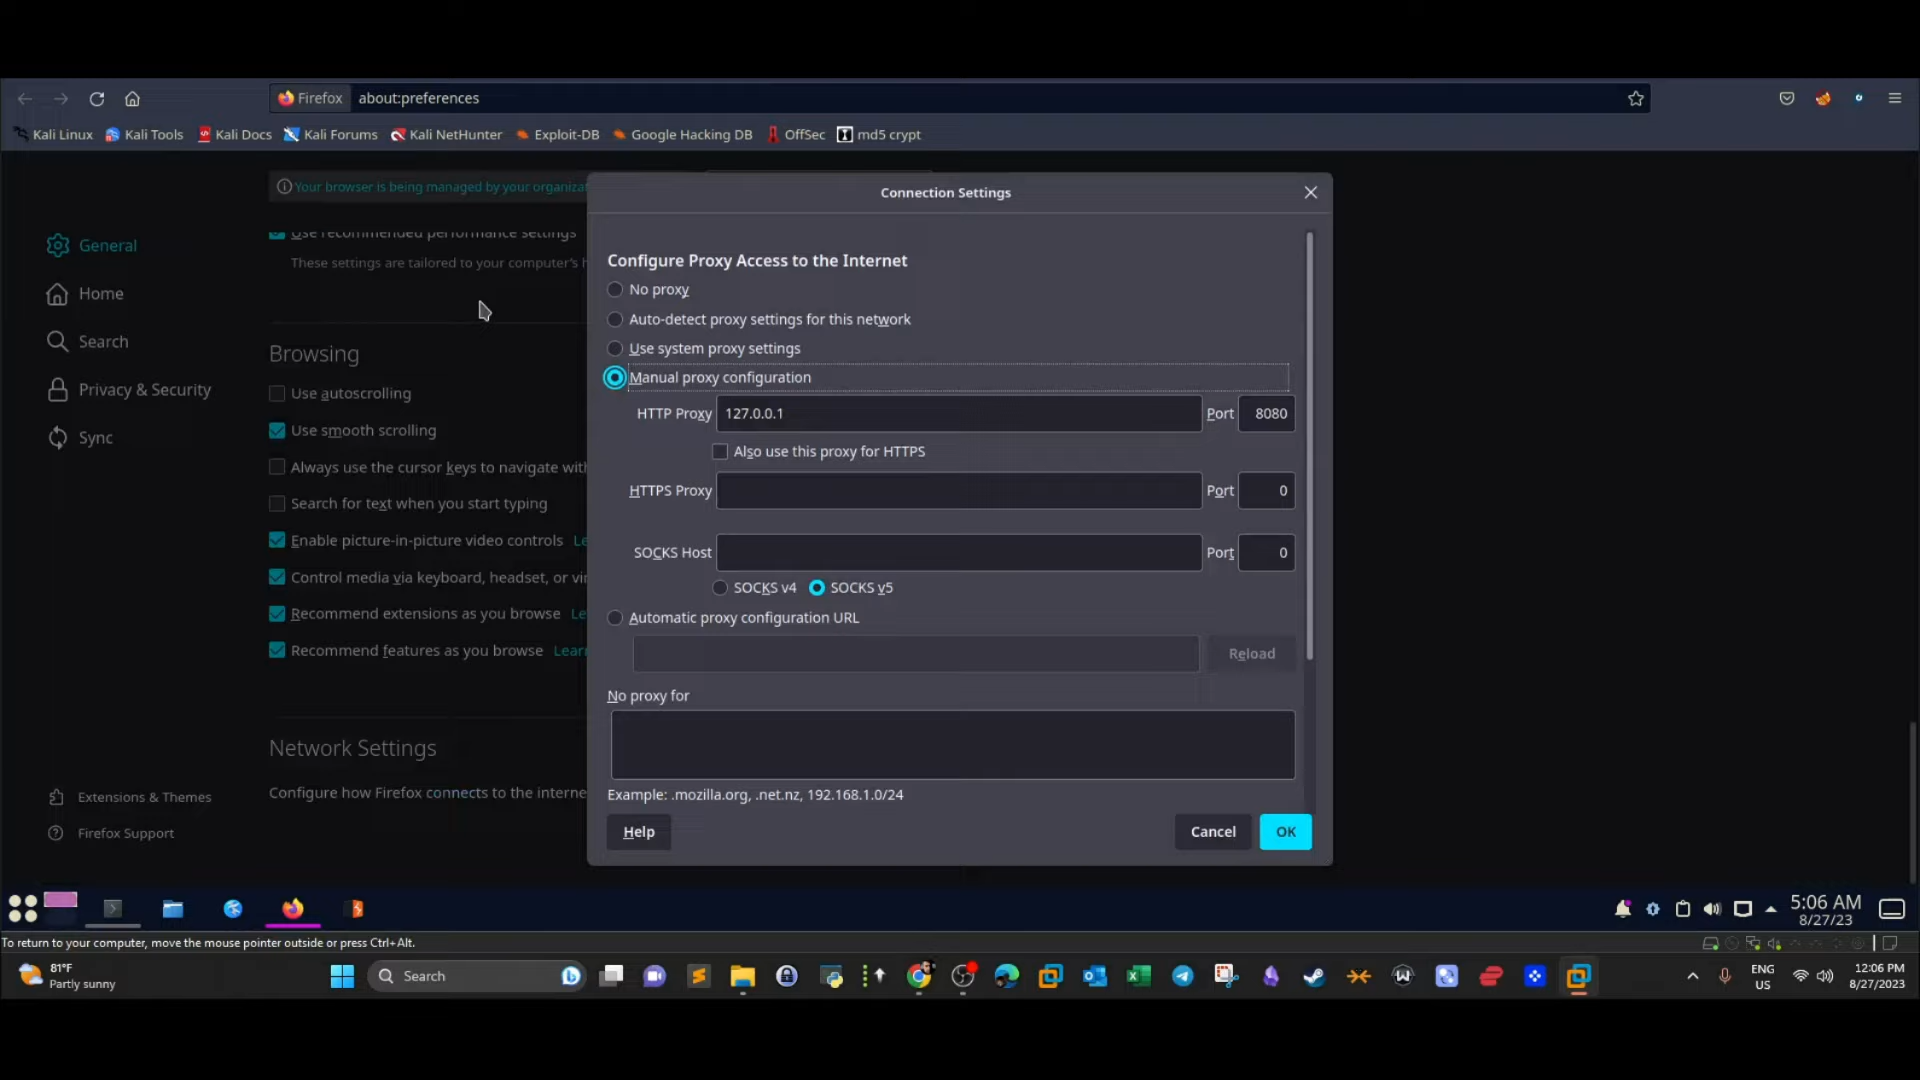 Firefox about:preferences
Kali Linux Kali Tools Kali Docs Kali Forums Kali NetHunter Exploit-DB Google Hacking DB OffSec md5 crypt
Your browser is being managed by your organizat
Connection Settings
Use recommended performance settings
These settings are tailored to your computer's h
General
Home
Search
Privacy & Security
Sync
Browsing
Use autoscrolling
Use smooth scrolling
Always use the cursor keys to navigate with
Search for text when you start typing
Enable picture-in-picture video controls Le
Control media via keyboard, headset, or vi
Recommend extensions as you browse Le
Recommend features as you browse Lear
Network Settings
Configure how Firefox connects to the interne
Extensions & Themes
Firefox Support
Configure Proxy Access to the Internet
No proxy
Auto-detect proxy settings for this network
Use system proxy settings
Manual proxy configuration
HTTP Proxy 127.0.0.1 Port 8080
Also use this proxy for HTTPS
HTTPS Proxy Port 0
SOCKS Host Port 0
SOCKS v4 SOCKS v5
Automatic proxy configuration URL
Reload
No proxy for
Example: .mozilla.org, .net.nz, 192.168.1.0/24
Help Cancel OK
5:06 AM
8/27/23
To return to your computer, move the mouse pointer outside or press Ctrl+Alt.
81°F
Partly sunny
Search
ENG
US
12:06 PM
8/27/2023